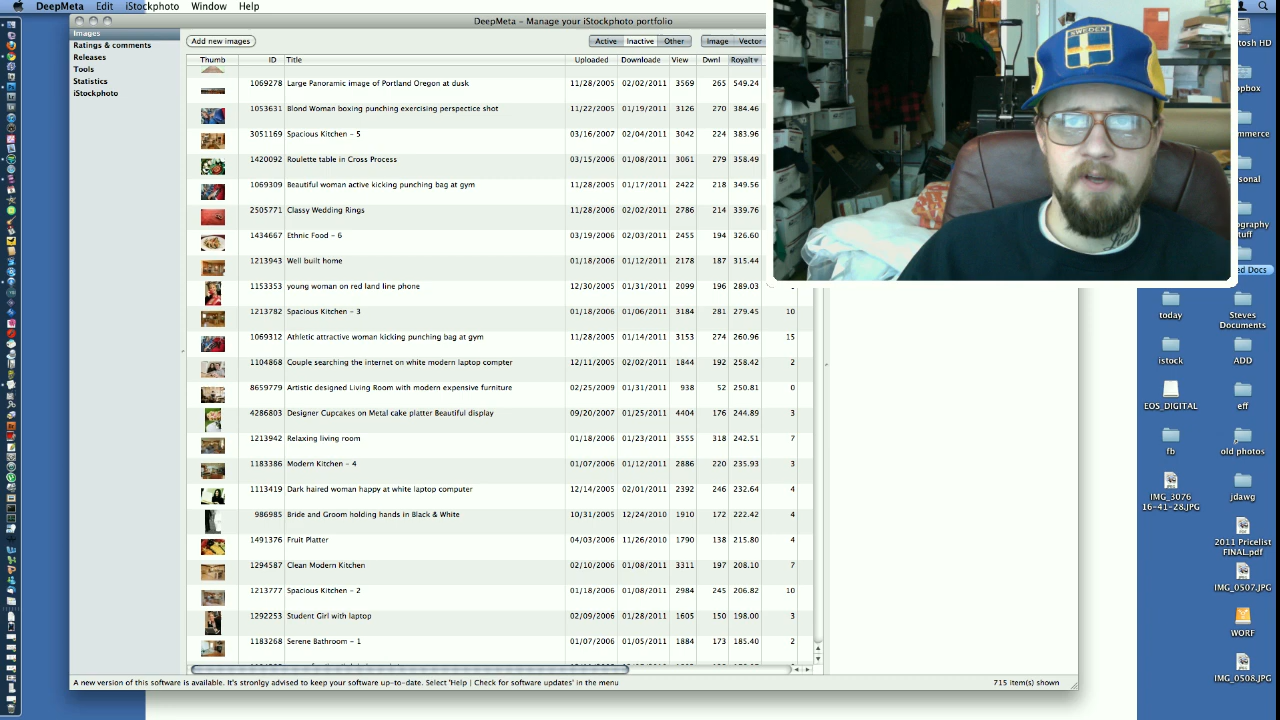 DeepMeta Edit iStockphoto Window Help
DeepMeta – Manage your iStockphoto portfolio
Images
Ratings & comments
Releases
Tools
Statistics
iStockphoto
Add new images
Active Inactive Other Image Vector
Thumb ID Title Uploaded Downloade View Dwnl Royalt
1069278 Large Panoramic image of Portland Oregon at dusk 11/28/2005 02/02/2011 3569 265 549.24
1053631 Blond Woman boxing punching exercising perspectice shot 11/22/2005 01/19/2011 3126 270 384.46
3051169 Spacious Kitchen – 5 03/16/2007 02/04/2011 3042 224 383.96
1420092 Roulette table in Cross Process 03/15/2006 01/26/2011 3061 279 358.49
1069309 Beautiful woman active kicking punching bag at gym 11/28/2005 01/17/2011 2422 218 349.56
2505771 Classy Wedding Rings 11/18/2006 02/02/2011 2786 214 339.76
1434667 Ethnic Food – 6 03/19/2006 02/03/2011 2455 194 326.60
1213943 Well built home 01/18/2006 01/23/2011 2178 187 315.44
1153353 young woman on red land line phone 12/30/2005 01/31/2011 2099 196 289.03
1213782 Spacious Kitchen – 3 01/18/2006 01/06/2011 3184 281 279.45 10
1069312 Athletic attractive woman kicking punching bag at gym 11/28/2005 01/14/2011 3153 274 260.96 15
1104868 Couple searching the internet on white modern laptop compter 12/11/2005 02/08/2011 1844 192 258.42 2
8659779 Artistic designed Living Room with modern expensive furniture 02/25/2009 01/31/2011 938 52 250.81 0
4286803 Designer Cupcakes on Metal cake platter Beautiful display 09/20/2007 01/28/2011 4404 176 244.89 3
1213942 Relaxing living room 01/18/2006 01/23/2011 3555 318 242.51 7
1183386 Modern Kitchen – 4 01/07/2006 01/12/2011 2886 220 235.93 3
1113419 Dark haired woman happy at white laptop computer 12/14/2005 02/01/2011 2392 246 232.64 4
986985 Bride and Groom holding hands in Black & White 10/31/2005 12/24/2010 1910 172 222.42 4
1491376 Fruit Platter 04/03/2006 11/26/2010 1790 138 215.80 4
1294587 Clean Modern Kitchen 02/10/2006 01/08/2011 3311 197 208.10 7
1213777 Spacious Kitchen – 2 01/18/2006 01/08/2011 2984 245 206.82 10
1292253 Student Girl with laptop 02/09/2006 01/28/2011 1605 150 198.00 3
1183268 Serene Bathroom – 1 01/07/2006 01/06/2011 1884 173 185.40 2
A new version of this software is available. It's stronlgy advised to keep your software up-to-date. Select 'Help | Check for software updates' in the menu
715 item(s) shown
SWEDEN
today
Steves Documents
istock
ADD
EOS_DIGITAL
eff
fb
old photos
IMG_3076
16-41-28.JPG
jdawg
2011 Pricelist
FINAL.pdf
IMG_0507.JPG
WORF
IMG_0508.JPG